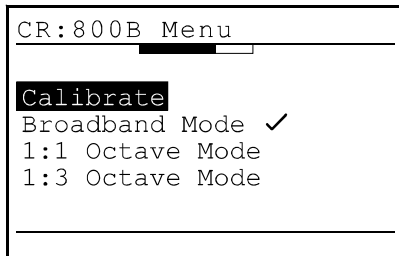 CR:800B Menu
Calibrate
Broadband Mode ✓
1:1 Octave Mode
1:3 Octave Mode